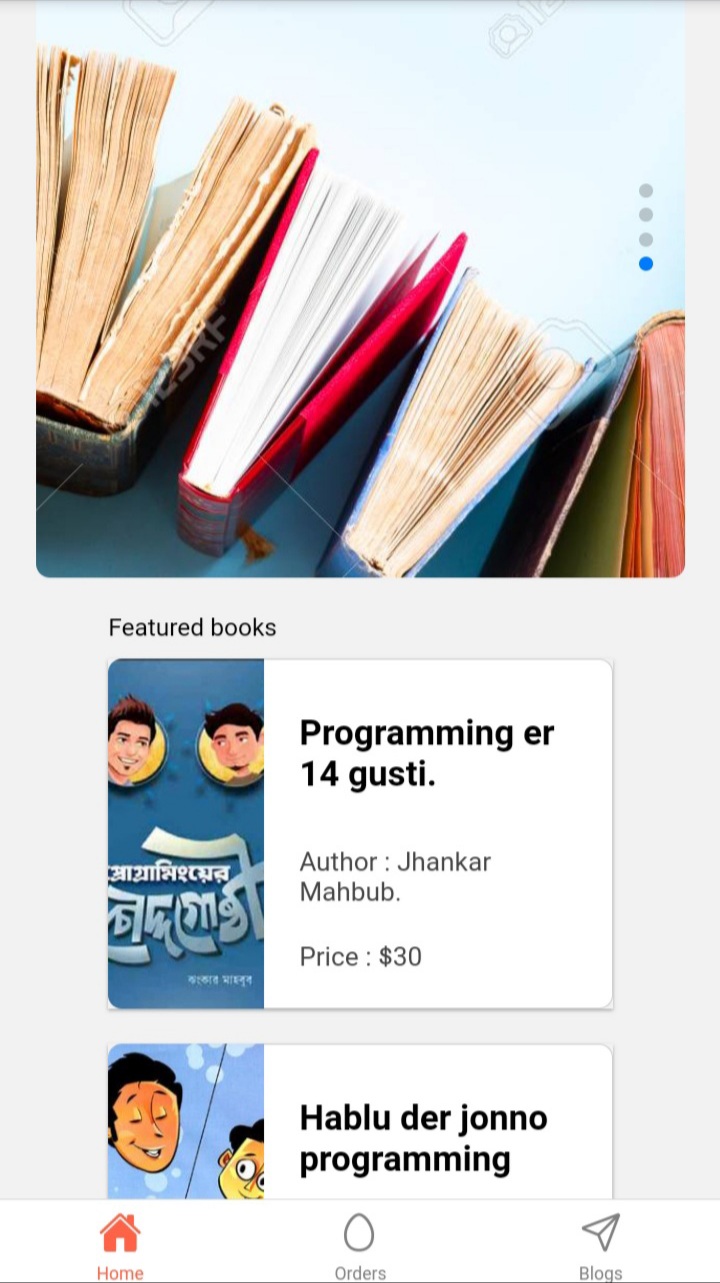 123RF
Featured books
প্রোগ্রামিংয়ের
চোদ্দগোষ্ঠী
ঝংকার মাহবুব
Programming er
14 gusti.
Author : Jhankar
Mahbub.
Price : $30
Hablu der jonno
programming
Home
Orders
Blogs